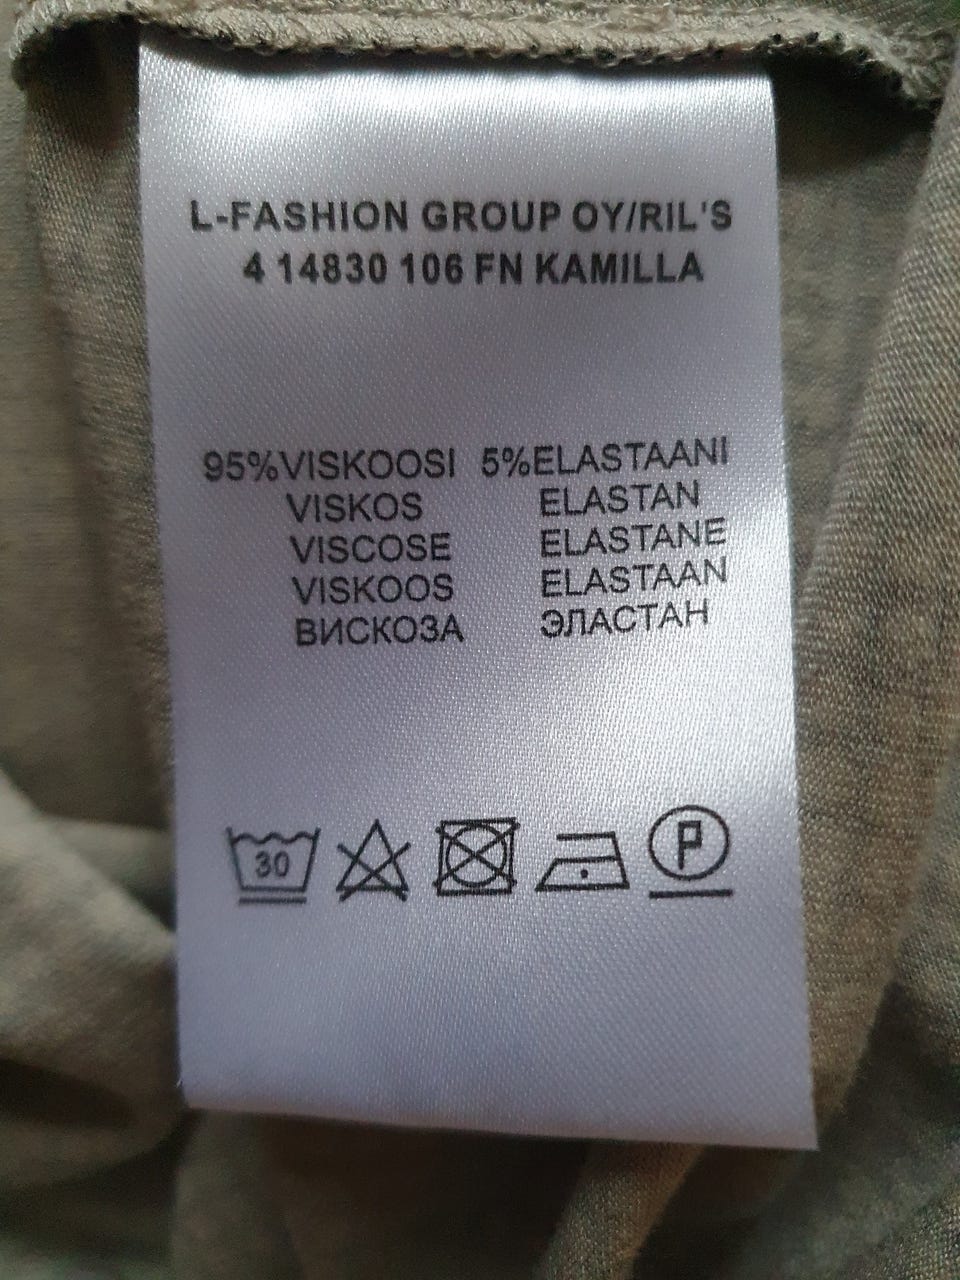 L-FASHION GROUP OY/RIL'S
4 14830 106 FN KAMILLA
95%VISKOOSI 5%ELASTAANI
VISKOS ELASTAN
VISCOSE ELASTANE
VISKOOS ELASTAAN
ВИСКОЗА ЭЛАСТАН
30 P